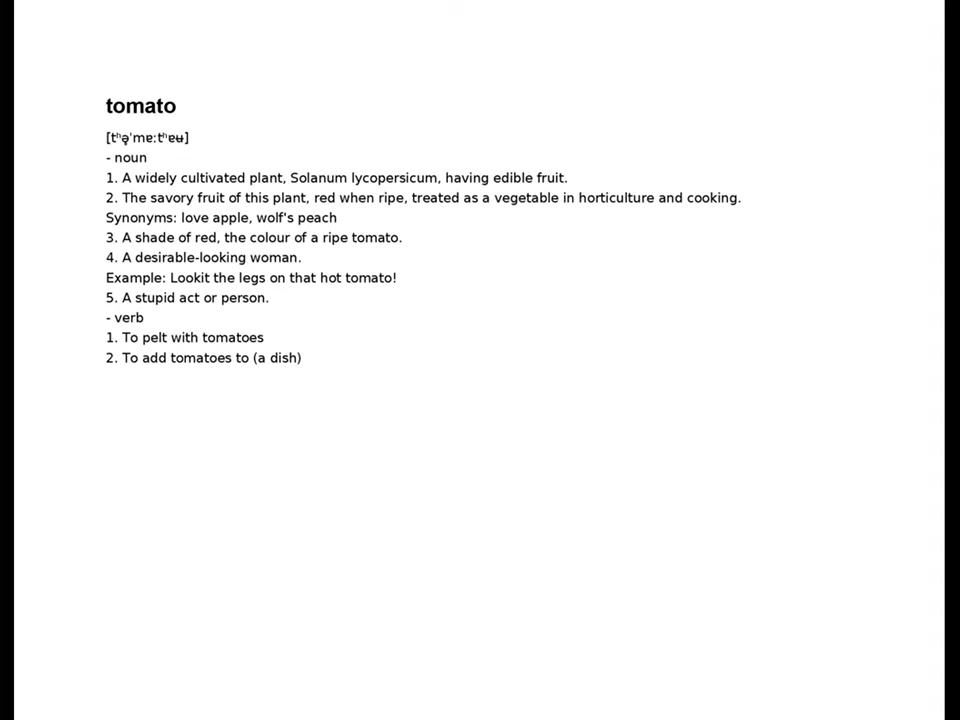 tomato
[tʰə̥ˈmɐːtʰɐʉ]
- noun
1. A widely cultivated plant, Solanum lycopersicum, having edible fruit.
2. The savory fruit of this plant, red when ripe, treated as a vegetable in horticulture and cooking.
Synonyms: love apple, wolf's peach
3. A shade of red, the colour of a ripe tomato.
4. A desirable-looking woman.
Example: Lookit the legs on that hot tomato!
5. A stupid act or person.
- verb
1. To pelt with tomatoes
2. To add tomatoes to (a dish)